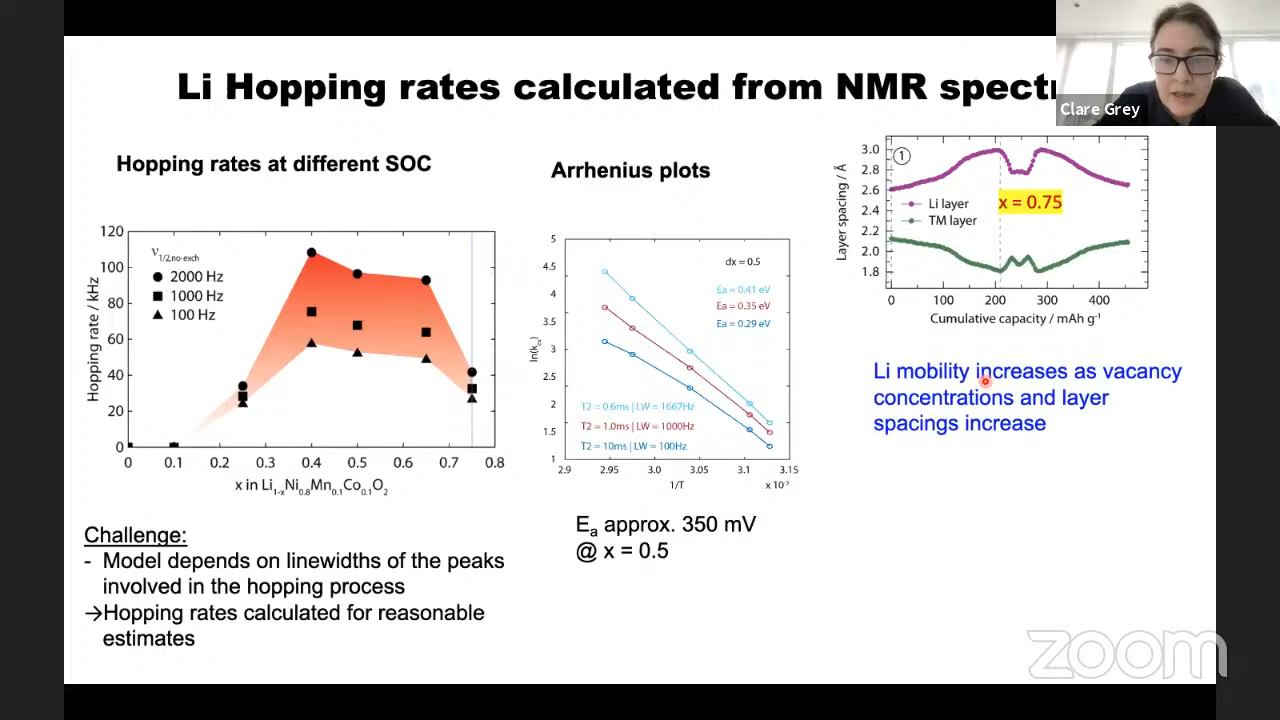 Li Hopping rates calculated from NMR spectr
Clare Grey
Hopping rates at different SOC
Hopping rate / kHz
120
100
80
60
40
20
0
ν1/2,no-exch
2000 Hz
1000 Hz
100 Hz
0 0.1 0.2 0.3 0.4 0.5 0.6 0.7 0.8
x in Li1-xNi0.8Mn0.1Co0.1O2
Challenge:
- Model depends on linewidths of the peaks
involved in the hopping process
→Hopping rates calculated for reasonable
estimates
Arrhenius plots
5
4.5
4
3.5
3
2.5
2
1.5
1
dx = 0.5
Ea = 0.41 eV
Ea = 0.35 eV
Ea = 0.29 eV
T2 = 0.6ms | LW = 1667Hz
T2 = 1.0ms | LW = 1000Hz
T2 = 10ms | LW = 100Hz
2.9 2.95 3.0 3.05 3.1 3.15
1/T
x 10-3
Ea approx. 350 mV
@ x = 0.5
Layer spacing / Å
3.0
2.8
2.6
2.4
2.2
2.0
1.8
1
x = 0.75
Li layer
TM layer
0 100 200 300 400
Cumulative capacity / mAh g-1
Li mobility increases as vacancy
concentrations and layer
spacings increase
zoom